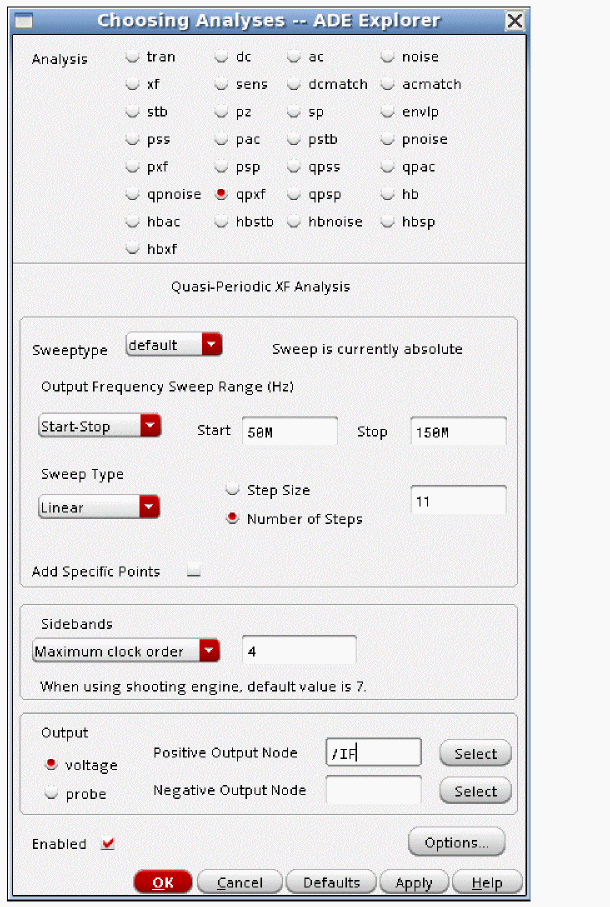 Choosing Analyses -- ADE Explorer
Analysis tran dc ac noise
xf sens dcmatch acmatch
stb pz sp envlp
pss pac pstb pnoise
pxf psp qpss qpac
qpnoise qpxf qpsp hb
hbac hbstb hbnoise hbsp
hbxf
Quasi-Periodic XF Analysis
Sweeptype default Sweep is currently absolute
Output Frequency Sweep Range (Hz)
Start-Stop Start 50M Stop 150M
Sweep Type
Linear
Step Size
Number of Steps
11
Add Specific Points
Sidebands
Maximum clock order 4
When using shooting engine, default value is 7.
Output
voltage
probe
Positive Output Node /IF Select
Negative Output Node Select
Enabled Options...
OK Cancel Defaults Apply Help